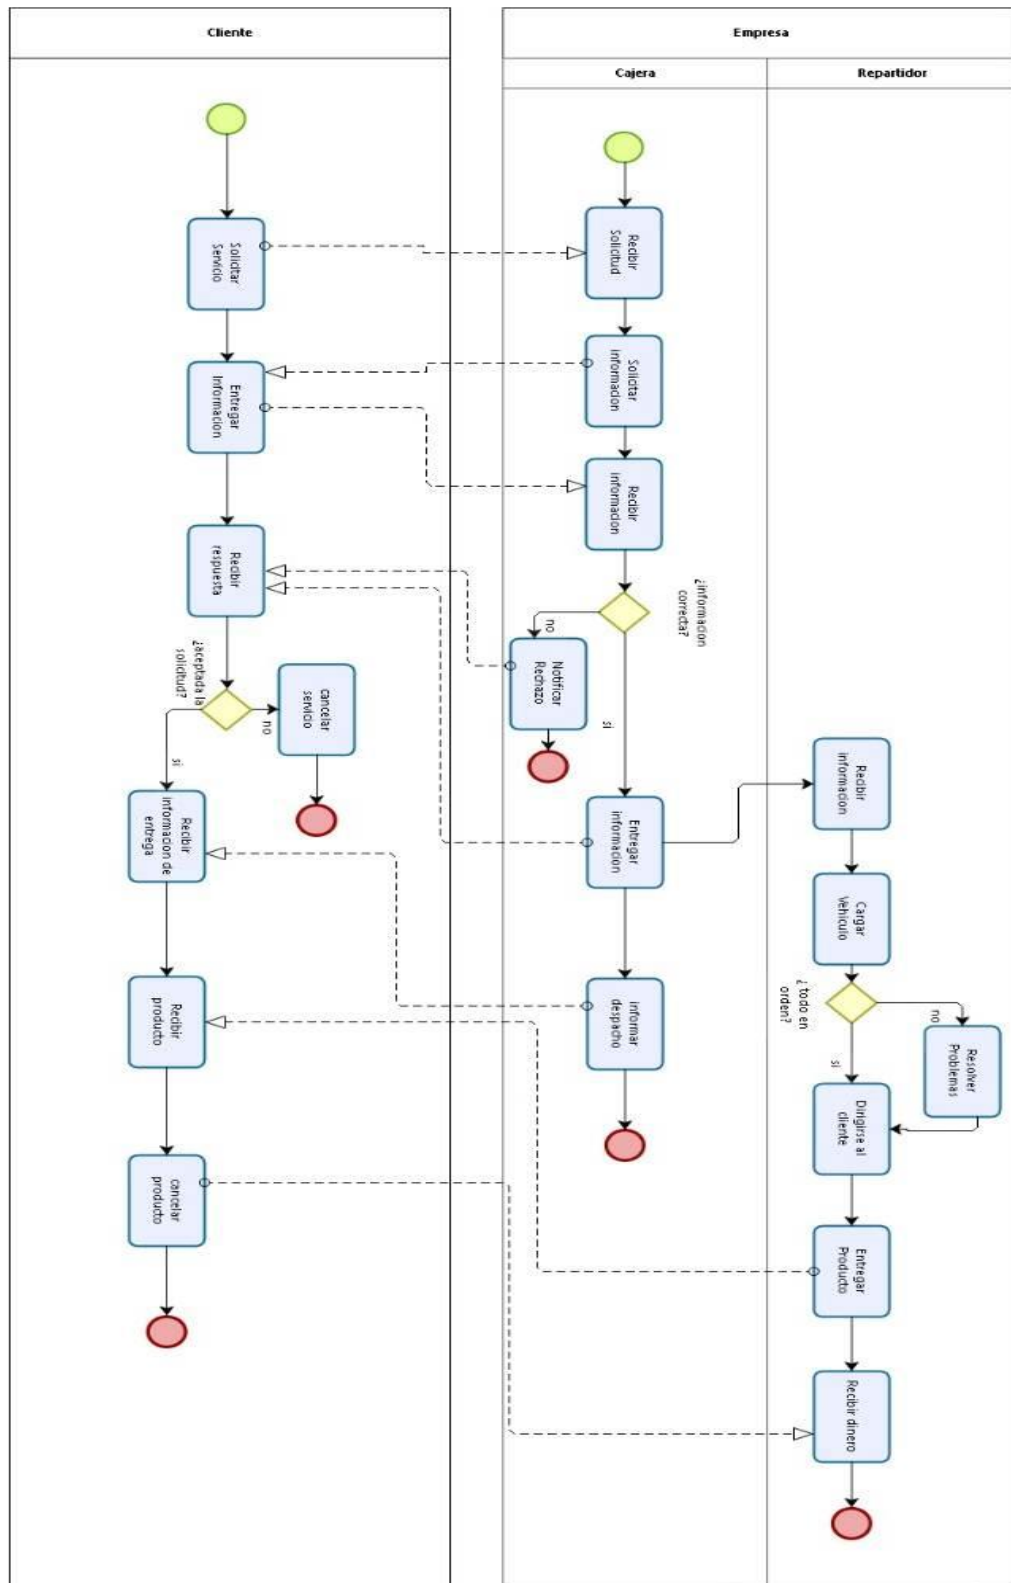 Cliente
Empresa
Cajera
Repartidor
Solicitar
Servicio
Entregar
Informacion
Recibir
respuesta
¿aceptada la
solicitud?
no
cancelar
servicio
si
Recibir
informacion de
entrega
Recibir
producto
cancelar
producto
Recibir
Solicitud
Solicitar
informacion
Recibir
informacion
¿informacion
correcta?
no
Notificar
Rechazo
si
Entregar
informacion
informar
despacho
Recibir
informacion
Cargar
Vehiculo
¿ todo en
orden?
no
Resolver
Problemas
si
Dirigirse al
cliente
Entregar
Producto
Recibir dinero